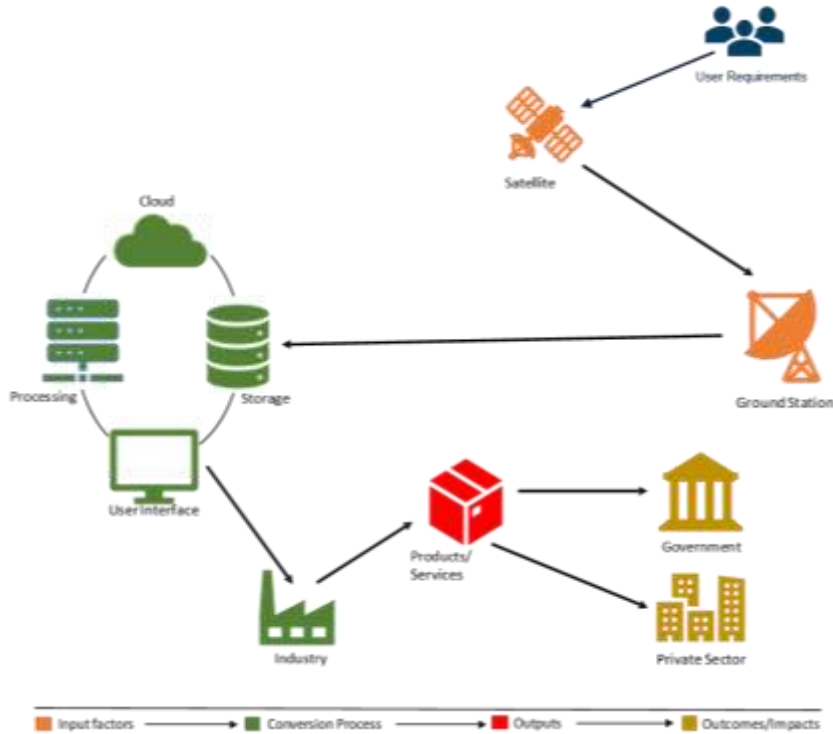 User Requirements
Satellite
Cloud
Processing
Storage
Ground Station
User Interface
Products/
Services
Government
Industry
Private Sector
Input factors
Conversion Process
Outputs
Outcomes/Impacts